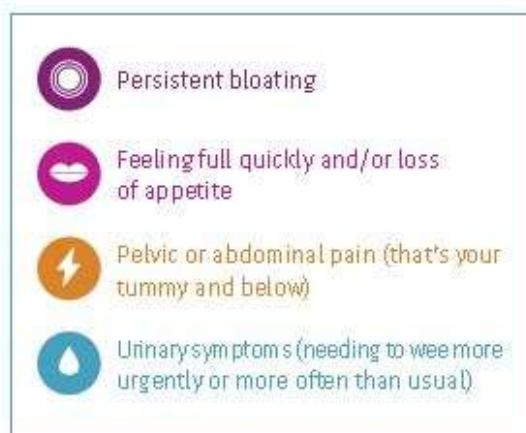 Persistent bloating
Feeling full quickly and/or loss
of appetite
Pelvic or abdominal pain (that's your
tummy and below)
Urinary symptoms (needing to wee more
urgently or more often than usual)